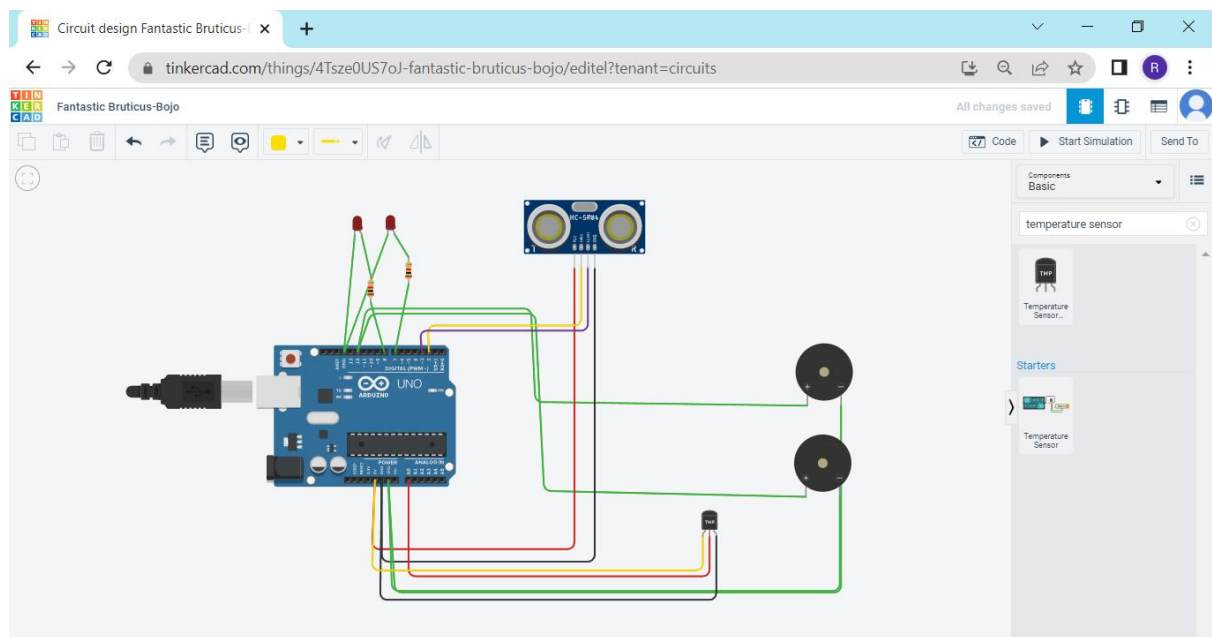 Circuit design Fantastic Bruticus-
tinkercad.com/things/4Tsze0US7oJ-fantastic-bruticus-bojo/editel?tenant=circuits
R
TIN
KER
CAD
Fantastic Bruticus-Bojo
All changes saved
Code
Start Simulation
Send To
Components
Basic
temperature sensor
TMP
Temperature
Sensor...
Starters
Temperature
Sensor
HC-SR04
DIGITAL (PWM~)
UNO
ARDUINO
POWER
ANALOG IN
TMP